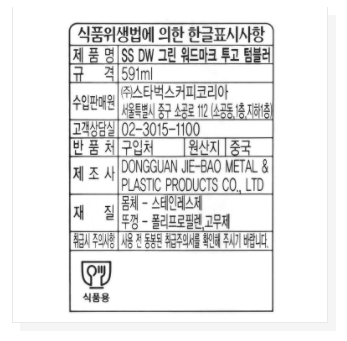 식품위생법에 의한 한글표시사항
제 품 명 SS DW 그린 워드마크 투고 텀블러
규 격 591ml
수입판매원 ㈜스타벅스커피코리아
서울특별시 중구 소공로 112 (소공동,1층,지하1층)
고객상담실 02-3015-1100
반 품 처 구입처 원산지 중국
제 조 사 DONGGUAN JIE-BAO METAL &
PLASTIC PRODUCTS CO., LTD
재 질 몸체 - 스테인레스제
뚜껑 - 폴리프로필렌,고무제
취급시 주의사항 사용 전 동봉된 취급주의서를 확인해 주시기 바랍니다.
식품용